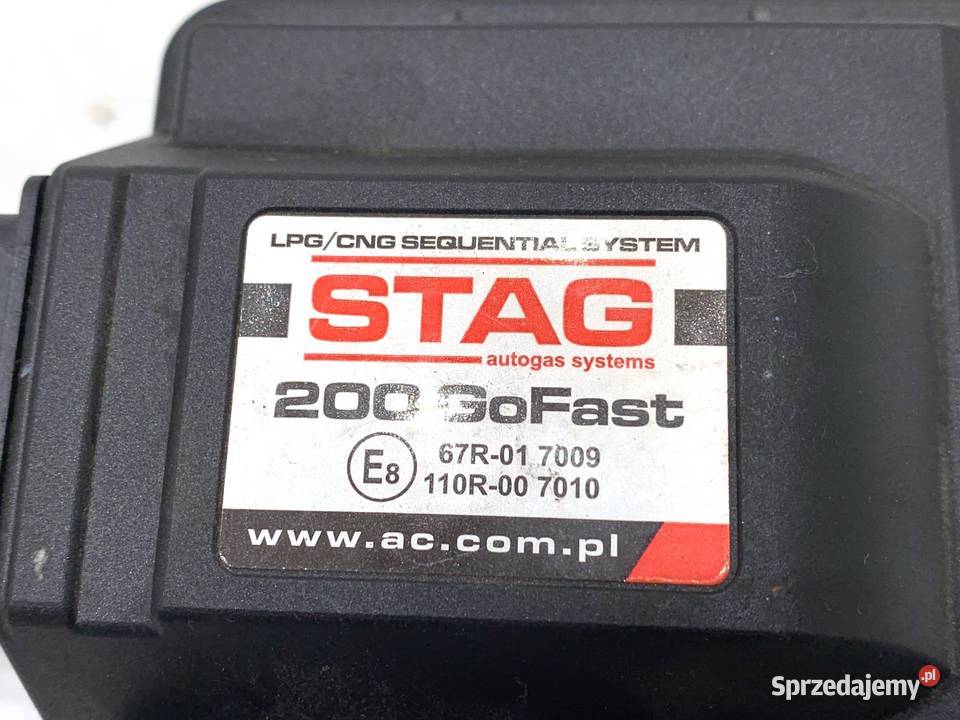 LPG/CNG SEQUENTIAL SYSTEM
STAG
autogas systems
200 GoFast
E8 67R-01 7009
110R-00 7010
www.ac.com.pl
Sprzedajemy.pl